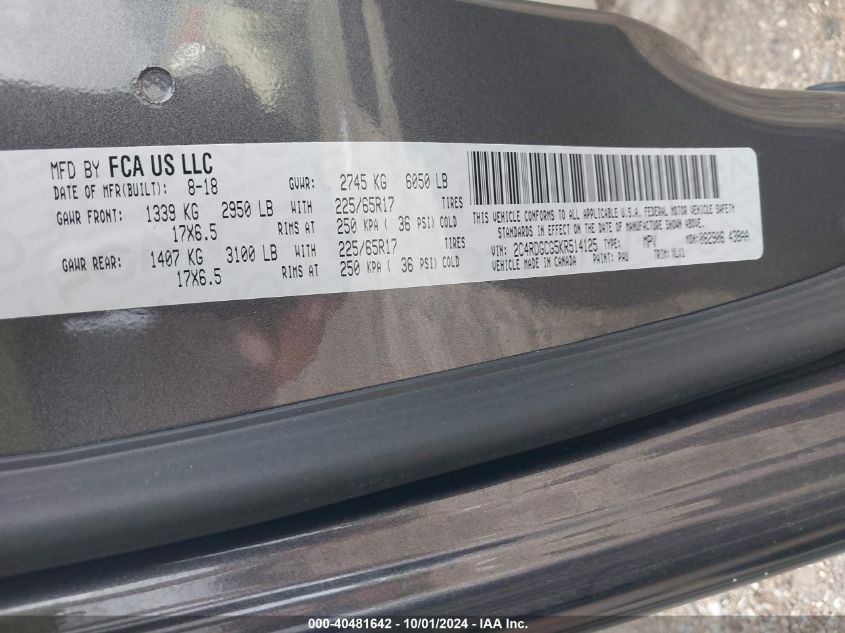 MFD BY FCA US LLC
DATE OF MFR(BUILT): 8-18 GVWR: 2745 KG 6050 LB
GAWR FRONT: 1339 KG 2950 LB WITH 225/65R17 TIRES
17X6.5 RIMS AT 250 KPA ( 36 PSI) COLD
GAWR REAR: 1407 KG 3100 LB WITH 225/65R17 TIRES
17X6.5 RIMS AT 250 KPA ( 36 PSI) COLD
THIS VEHICLE CONFORMS TO ALL APPLICABLE U.S.A. FEDERAL MOTOR VEHICLE SAFETY
STANDARDS IN EFFECT ON THE DATE OF MANUFACTURE SHOWN ABOVE.
VIN: 2C4RDGCG5KR514125 TYPE: MPV MDH: 082906 438AA
VEHICLE MADE IN CANADA PAINT: PAU TRIM:
000-40481642 - 10/01/2024 - IAA Inc.